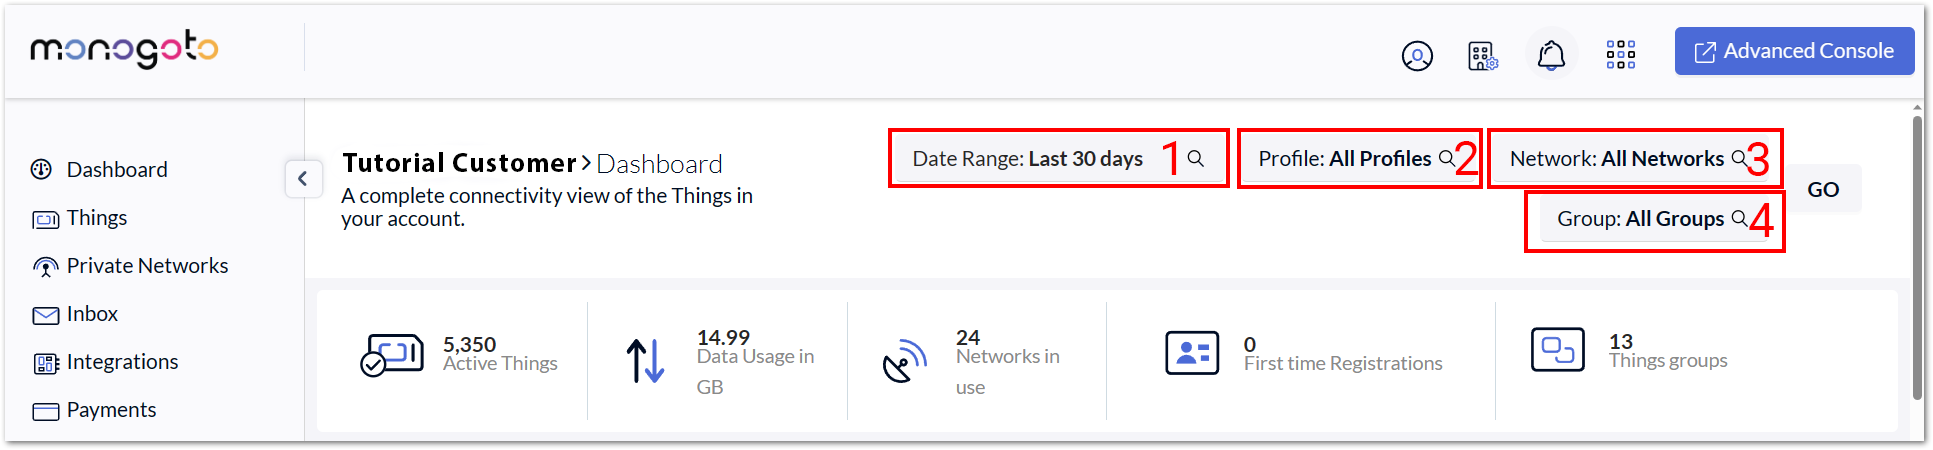 monogoto
Advanced Console
Dashboard
Things
Private Networks
Inbox
Integrations
Payments
Tutorial Customer > Dashboard
A complete connectivity view of the Things in
your account.
Date Range: Last 30 days 1
Profile: All Profiles 2
Network: All Networks 3
GO
Group: All Groups 4
5,350
Active Things
14.99
Data Usage in
GB
24
Networks in
use
0
First time Registrations
13
Things groups